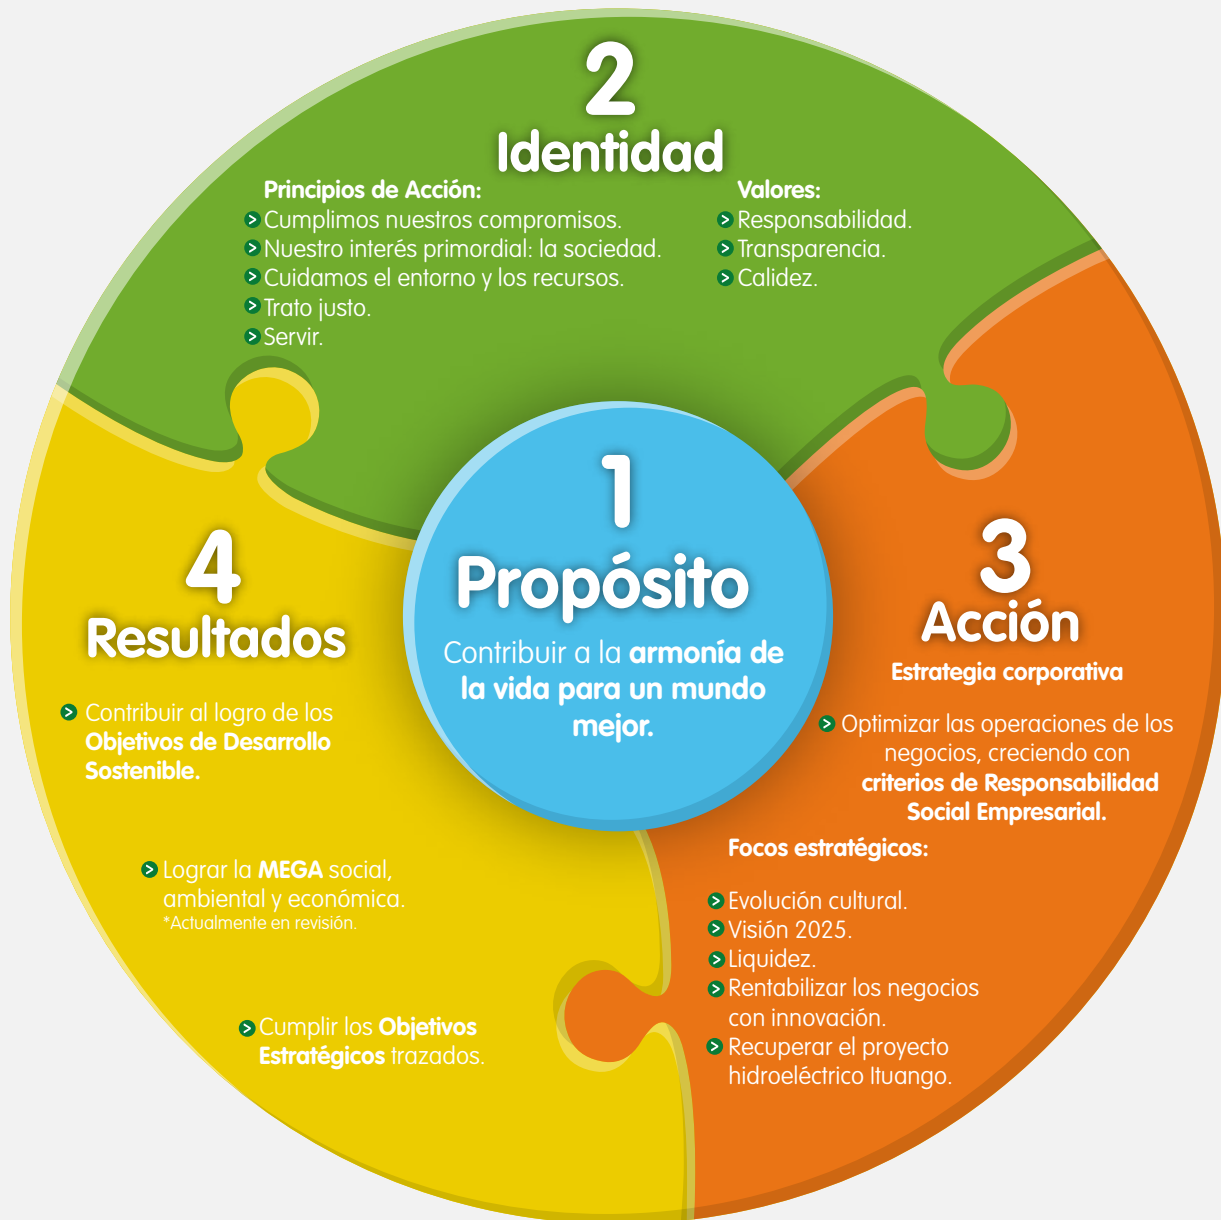 2
Identidad
Principios de Acción:
Cumplimos nuestros compromisos.
Nuestro interés primordial: la sociedad.
Cuidamos el entorno y los recursos.
Trato justo.
Servir.
Valores:
Responsabilidad.
Transparencia.
Calidez.
1
Propósito
Contribuir a la armonía de
la vida para un mundo
mejor.
3
Acción
Estrategia corporativa
Optimizar las operaciones de los
negocios, creciendo con
criterios de Responsabilidad
Social Empresarial.
Focos estratégicos:
Evolución cultural.
Visión 2025.
Liquidez.
Rentabilizar los negocios
con innovación.
Recuperar el proyecto
hidroeléctrico Ituango.
4
Resultados
Contribuir al logro de los
Objetivos de Desarrollo
Sostenible.
Lograr la MEGA social,
ambiental y económica.
*Actualmente en revisión.
Cumplir los Objetivos
Estratégicos trazados.